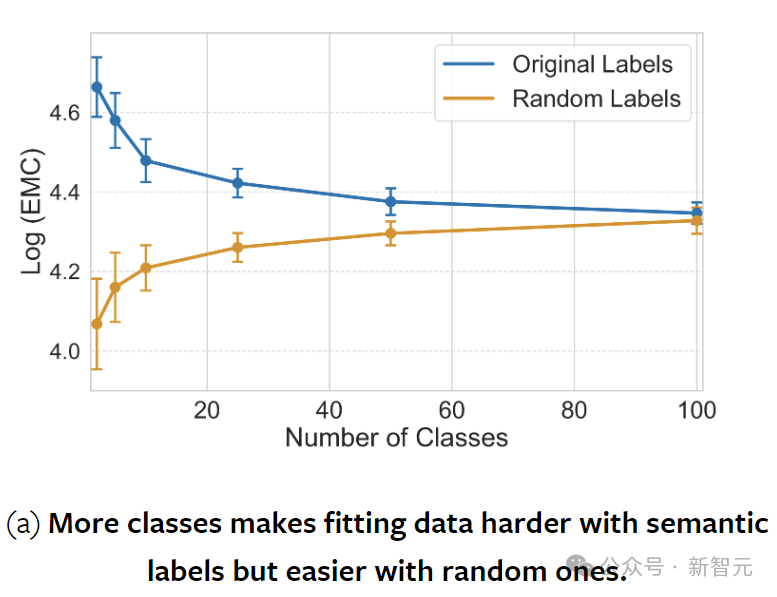 Original Labels
Random Labels
4.6
4.4
4.2
4.0
Log (EMC)
20 40 60 80 100
Number of Classes
(a) More classes makes fitting data harder with semantic
labels but easier with random ones.
公众号 · 新智元